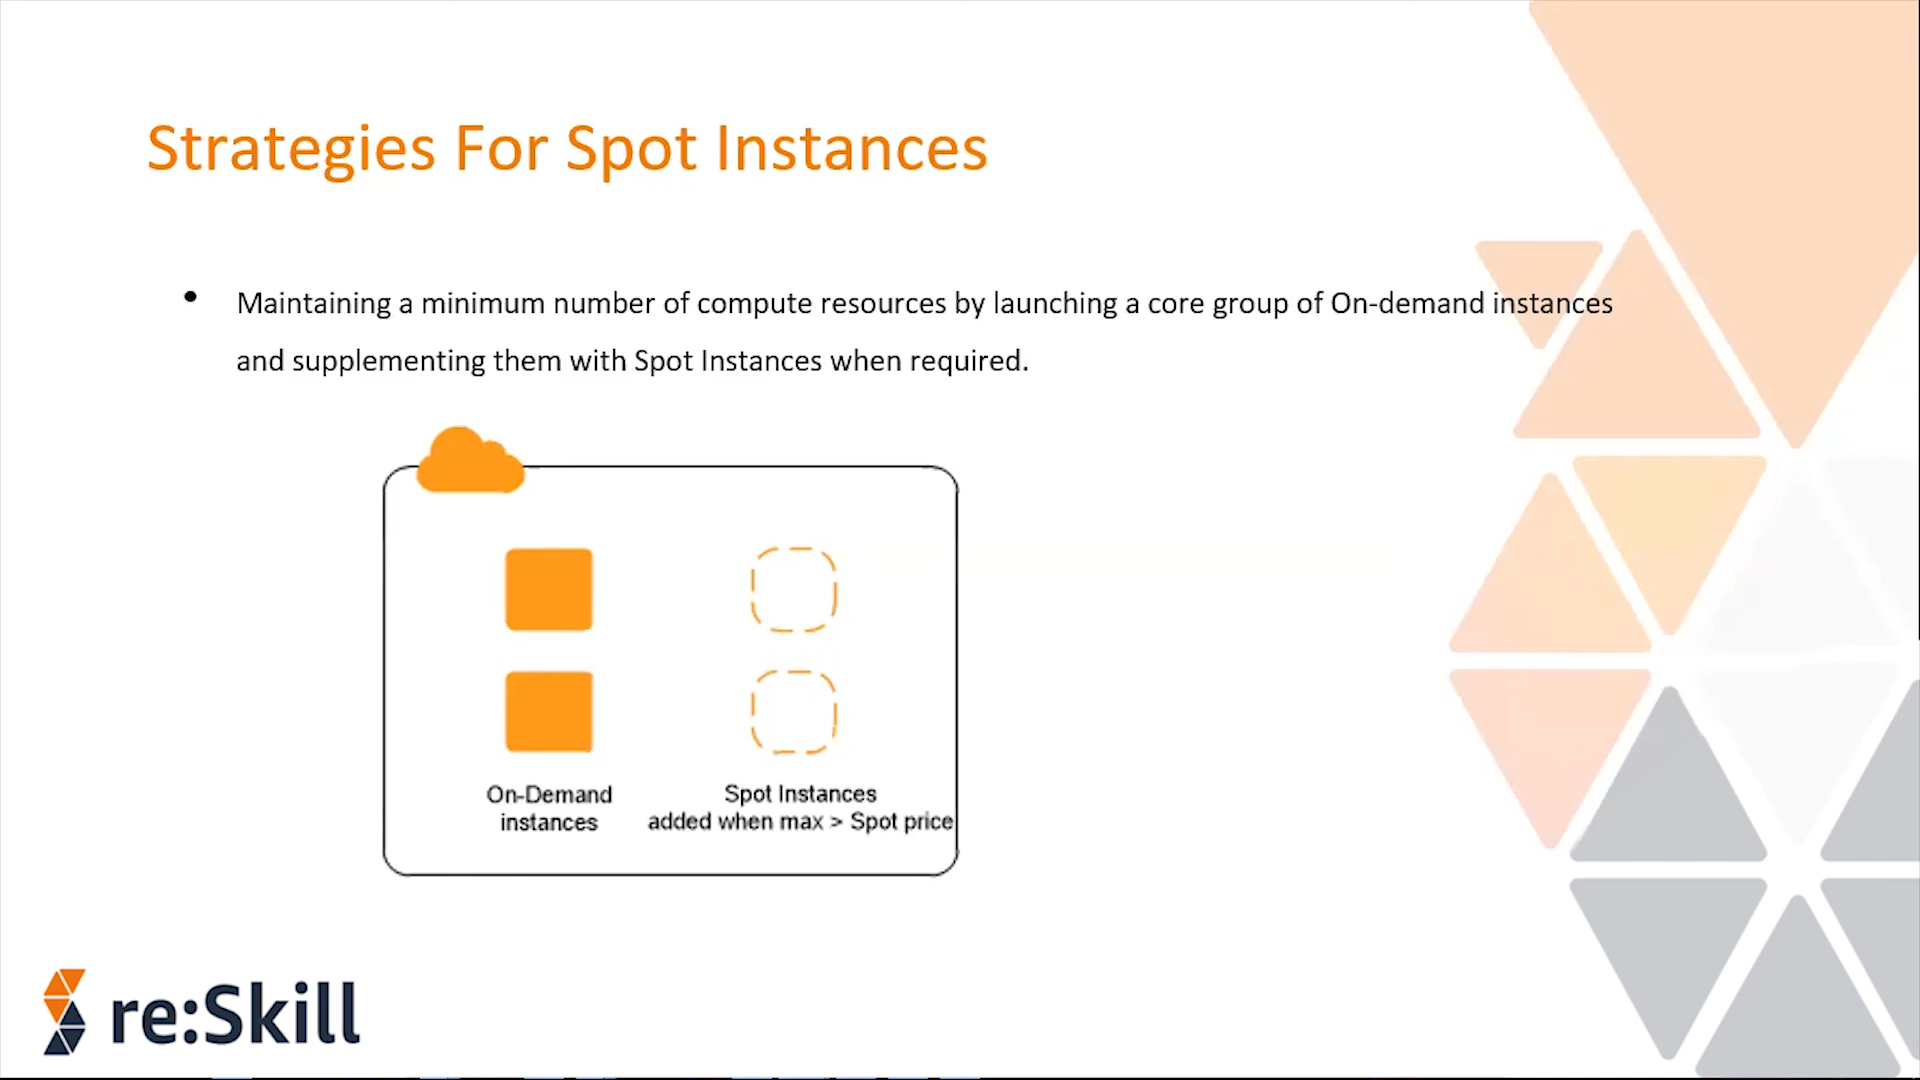 Strategies For Spot Instances
• Maintaining a minimum number of compute resources by launching a core group of On-demand instances
and supplementing them with Spot Instances when required.
On-Demand
instances
Spot Instances
added when max > Spot price
re:Skill